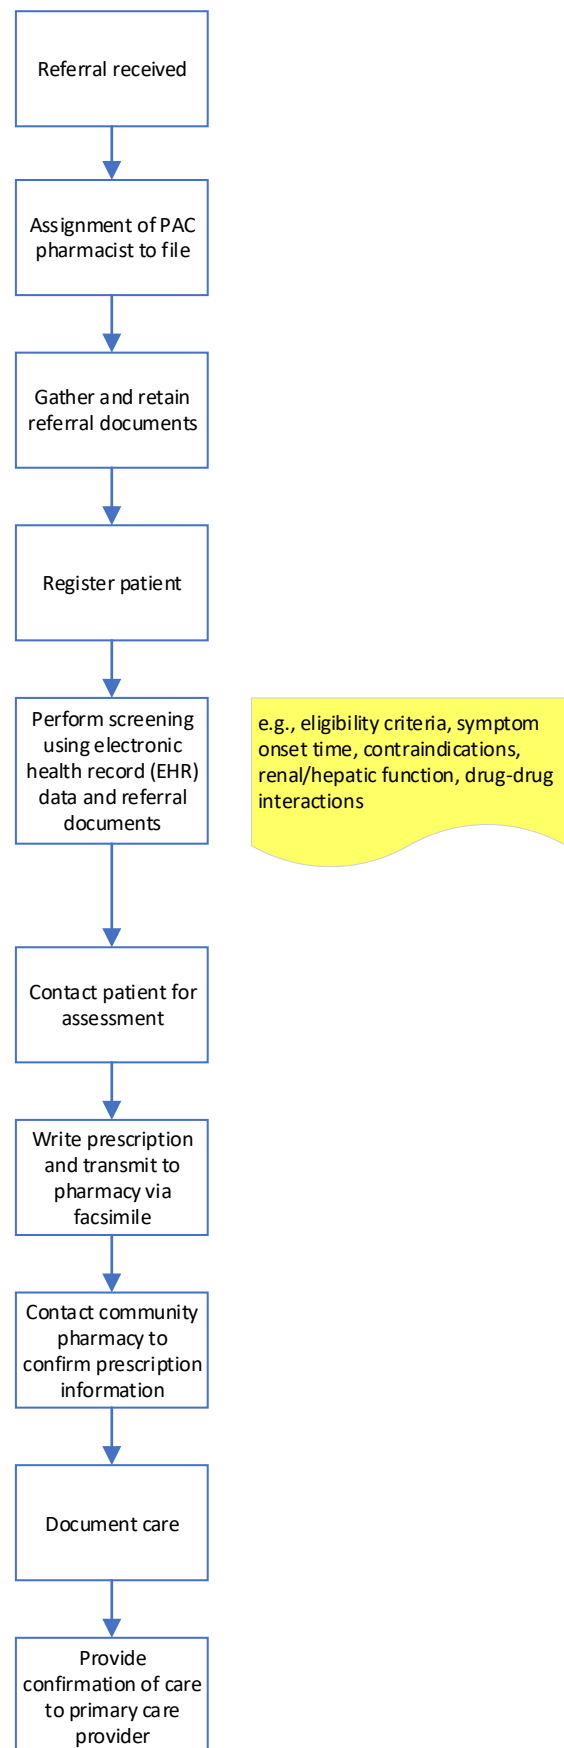 Referral received
Assignment of PAC
pharmacist to file
Gather and retain
referral documents
Register patient
Perform screening
using electronic
health record (EHR)
data and referral
documents
e.g., eligibility criteria, symptom
onset time, contraindications,
renal/hepatic function, drug-drug
interactions
Contact patient for
assessment
Write prescription
and transmit to
pharmacy via
facsimile
Contact community
pharmacy to
confirm prescription
information
Document care
Provide
confirmation of care
to primary care
provider